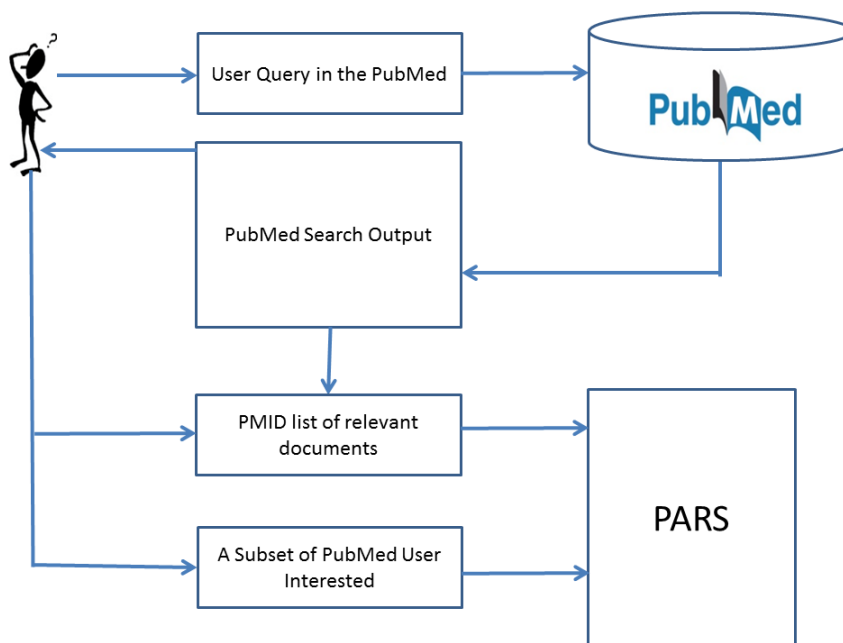 ?
User Query in the PubMed
PubMed
PubMed Search Output
PMID list of relevant
documents
PARS
A Subset of PubMed User
Interested